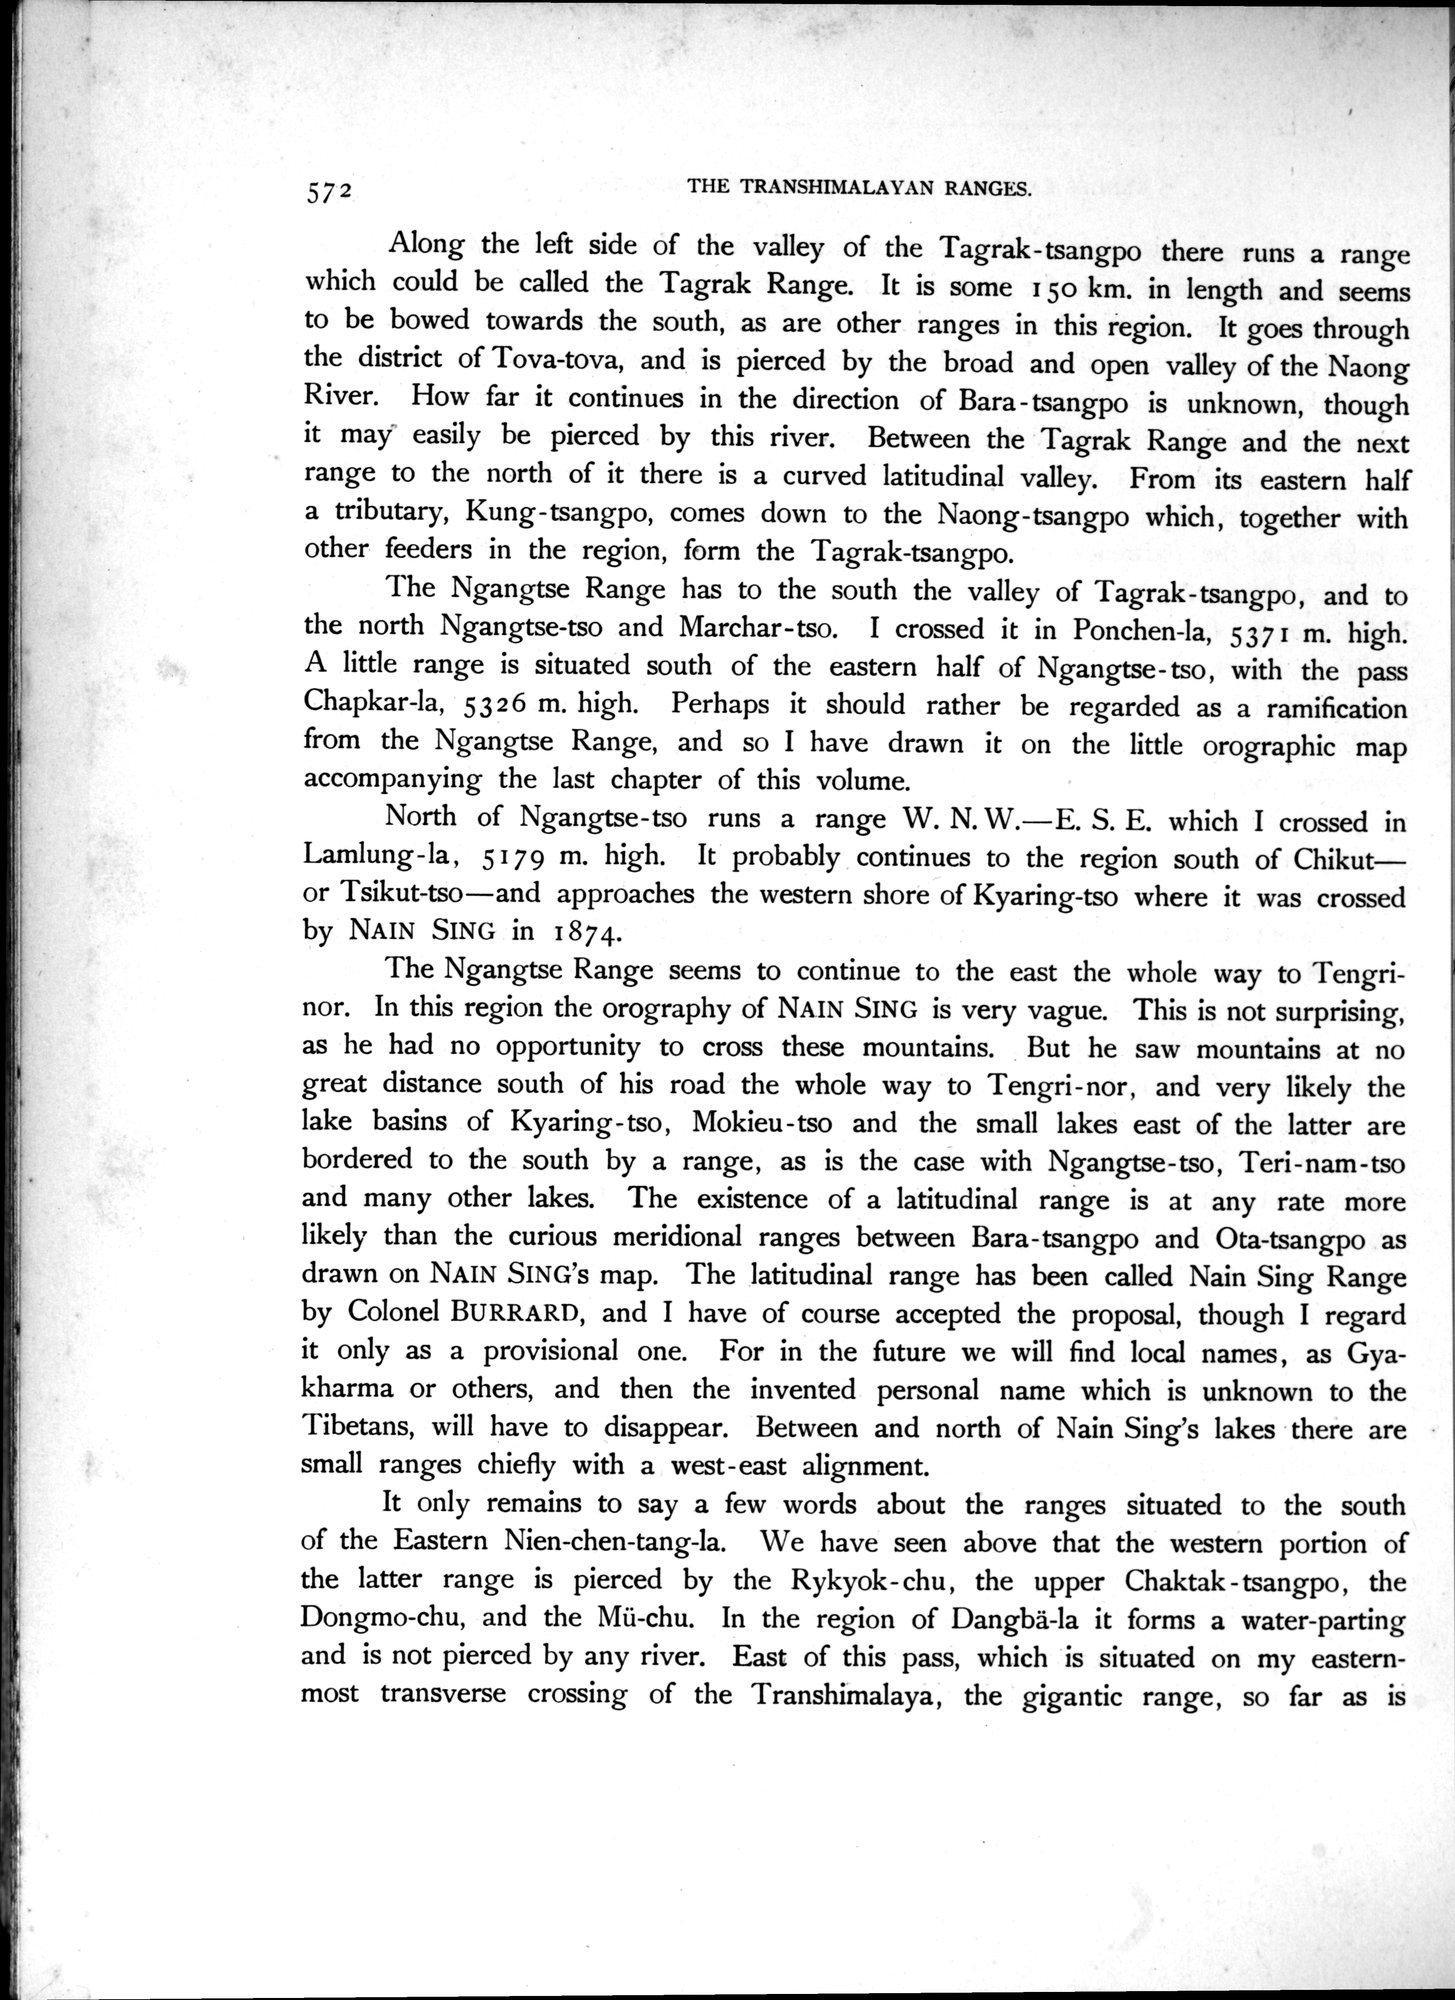 572
THE TRANSHIMALAYAN RANGES.
Along the left side of the valley of the Tagrak-tsangpo there runs a range
which could be called the Tagrak Range. It is some 150 km. in length and seems
to be bowed towards the south, as are other ranges in this region. It goes through
the district of Tova-tova, and is pierced by the broad and open valley of the Naong
River. How far it continues in the direction of Bara-tsangpo is unknown, though
it may easily be pierced by this river. Between the Tagrak Range and the next
range to the north of it there is a curved latitudinal valley. From its eastern half
a tributary, Kung-tsangpo, comes down to the Naong-tsangpo which, together with
other feeders in the region, form the Tagrak-tsangpo.
The Ngangtse Range has to the south the valley of Tagrak-tsangpo, and to
the north Ngangtse-tso and Marchar-tso. I crossed it in Ponchen-la, 5371 m. high.
A little range is situated south of the eastern half of Ngangtse-tso, with the pass
Chapkar-la, 5326 m. high. Perhaps it should rather be regarded as a ramification
from the Ngangtse Range, and so I have drawn it on the little orographic map
accompanying the last chapter of this volume.
North of Ngangtse-tso runs a range W. N. W.—E. S. E. which I crossed in
Lamlung-la, 5179 m. high. It probably continues to the region south of Chikut—
or Tsikut-tso—and approaches the western shore of Kyaring-tso where it was crossed
by NAIN SING in 1874.
The Ngangtse Range seems to continue to the east the whole way to Tengri-
nor. In this region the orography of NAIN SING is very vague. This is not surprising,
as he had no opportunity to cross these mountains. But he saw mountains at no
great distance south of his road the whole way to Tengri-nor, and very likely the
lake basins of Kyaring-tso, Mokieu-tso and the small lakes east of the latter are
bordered to the south by a range, as is the case with Ngangtse-tso, Teri-nam-tso
and many other lakes. The existence of a latitudinal range is at any rate more
likely than the curious meridional ranges between Bara-tsangpo and Ota-tsangpo as
drawn on NAIN SING's map. The latitudinal range has been called Nain Sing Range
by Colonel BURRARD, and I have of course accepted the proposal, though I regard
it only as a provisional one. For in the future we will find local names, as Gya-
kharma or others, and then the invented personal name which is unknown to the
Tibetans, will have to disappear. Between and north of Nain Sing's lakes there are
small ranges chiefly with a west-east alignment.
It only remains to say a few words about the ranges situated to the south
of the Eastern Nien-chen-tang-la. We have seen above that the western portion of
the latter range is pierced by the Rykyok-chu, the upper Chaktak-tsangpo, the
Dongmo-chu, and the Mü-chu. In the region of Dangbä-la it forms a water-parting
and is not pierced by any river. East of this pass, which is situated on my eastern-
most transverse crossing of the Transhimalaya, the gigantic range, so far as is